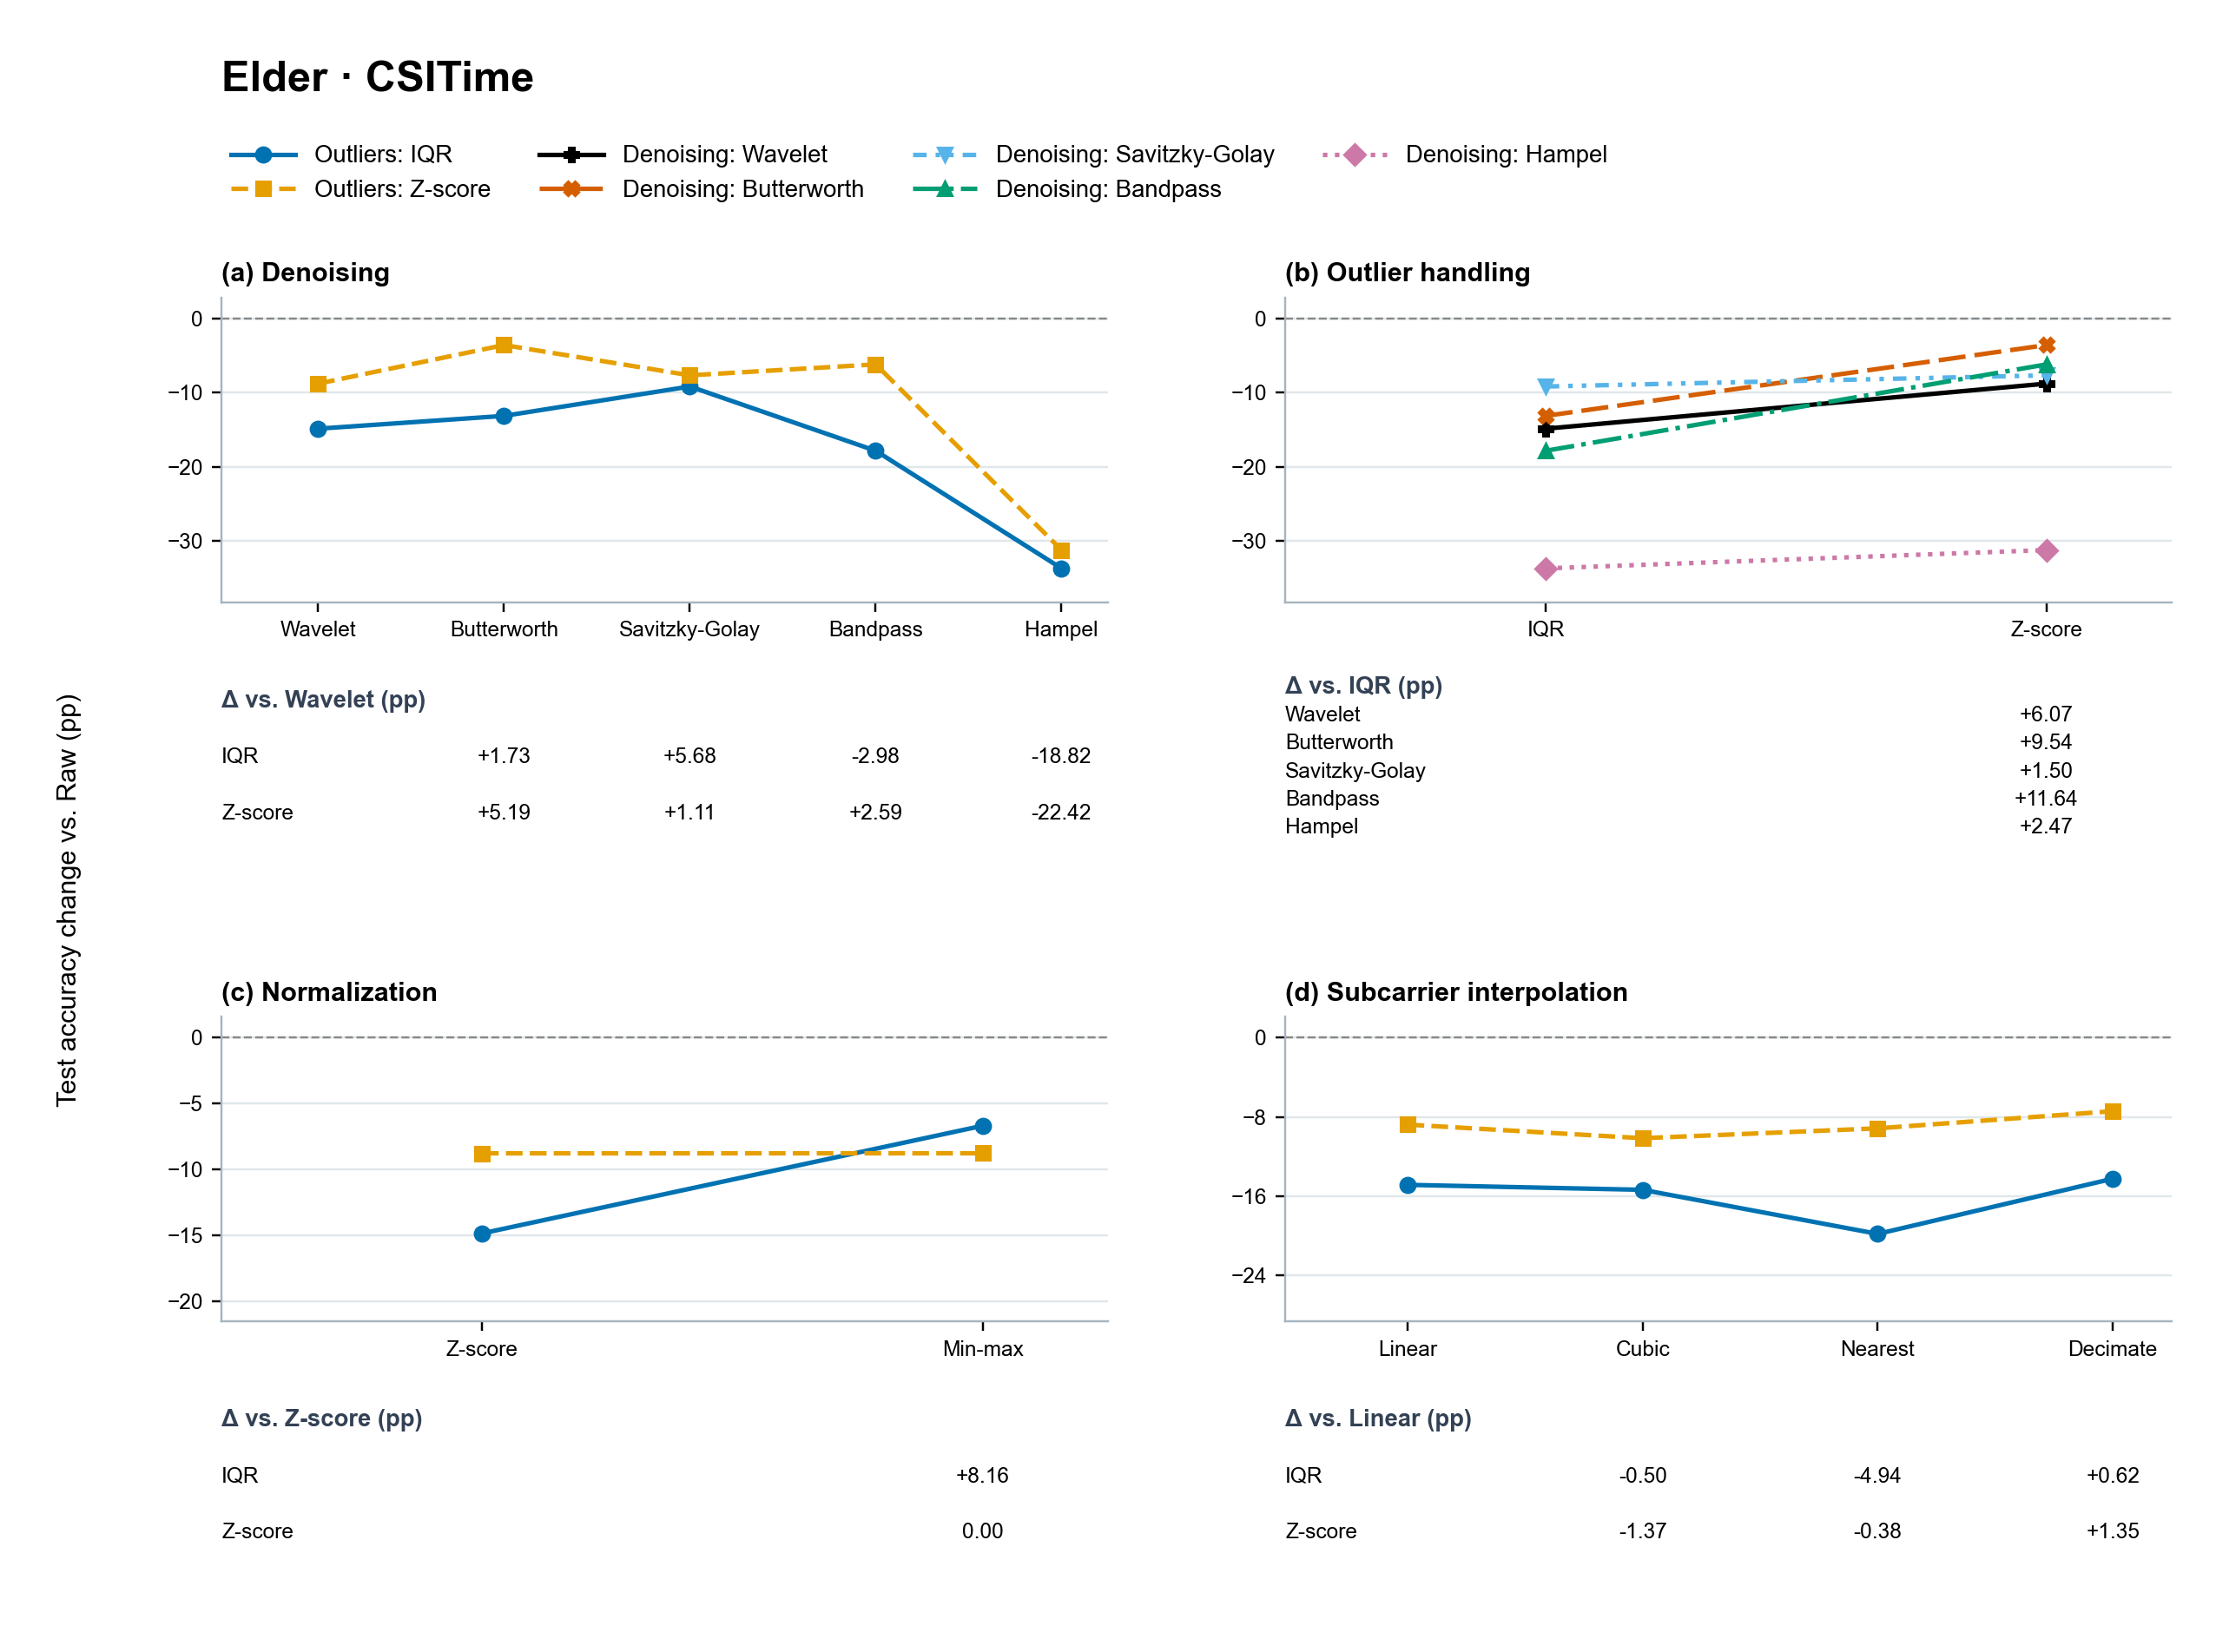 Elder · CSITime
Outliers: IQR
Outliers: Z-score
Denoising: Wavelet
Denoising: Butterworth
Denoising: Savitzky-Golay
Denoising: Bandpass
Denoising: Hampel
Test accuracy change vs. Raw (pp)
(a) Denoising
0
−10
−20
−30
Wavelet Butterworth Savitzky-Golay Bandpass Hampel
Δ vs. Wavelet (pp)
IQR +1.73 +5.68 -2.98 -18.82
Z-score +5.19 +1.11 +2.59 -22.42
(b) Outlier handling
0
−10
−20
−30
IQR Z-score
Δ vs. IQR (pp)
Wavelet +6.07
Butterworth +9.54
Savitzky-Golay +1.50
Bandpass +11.64
Hampel +2.47
(c) Normalization
0
−5
−10
−15
−20
Z-score Min-max
Δ vs. Z-score (pp)
IQR +8.16
Z-score 0.00
(d) Subcarrier interpolation
0
−8
−16
−24
Linear Cubic Nearest Decimate
Δ vs. Linear (pp)
IQR -0.50 -4.94 +0.62
Z-score -1.37 -0.38 +1.35